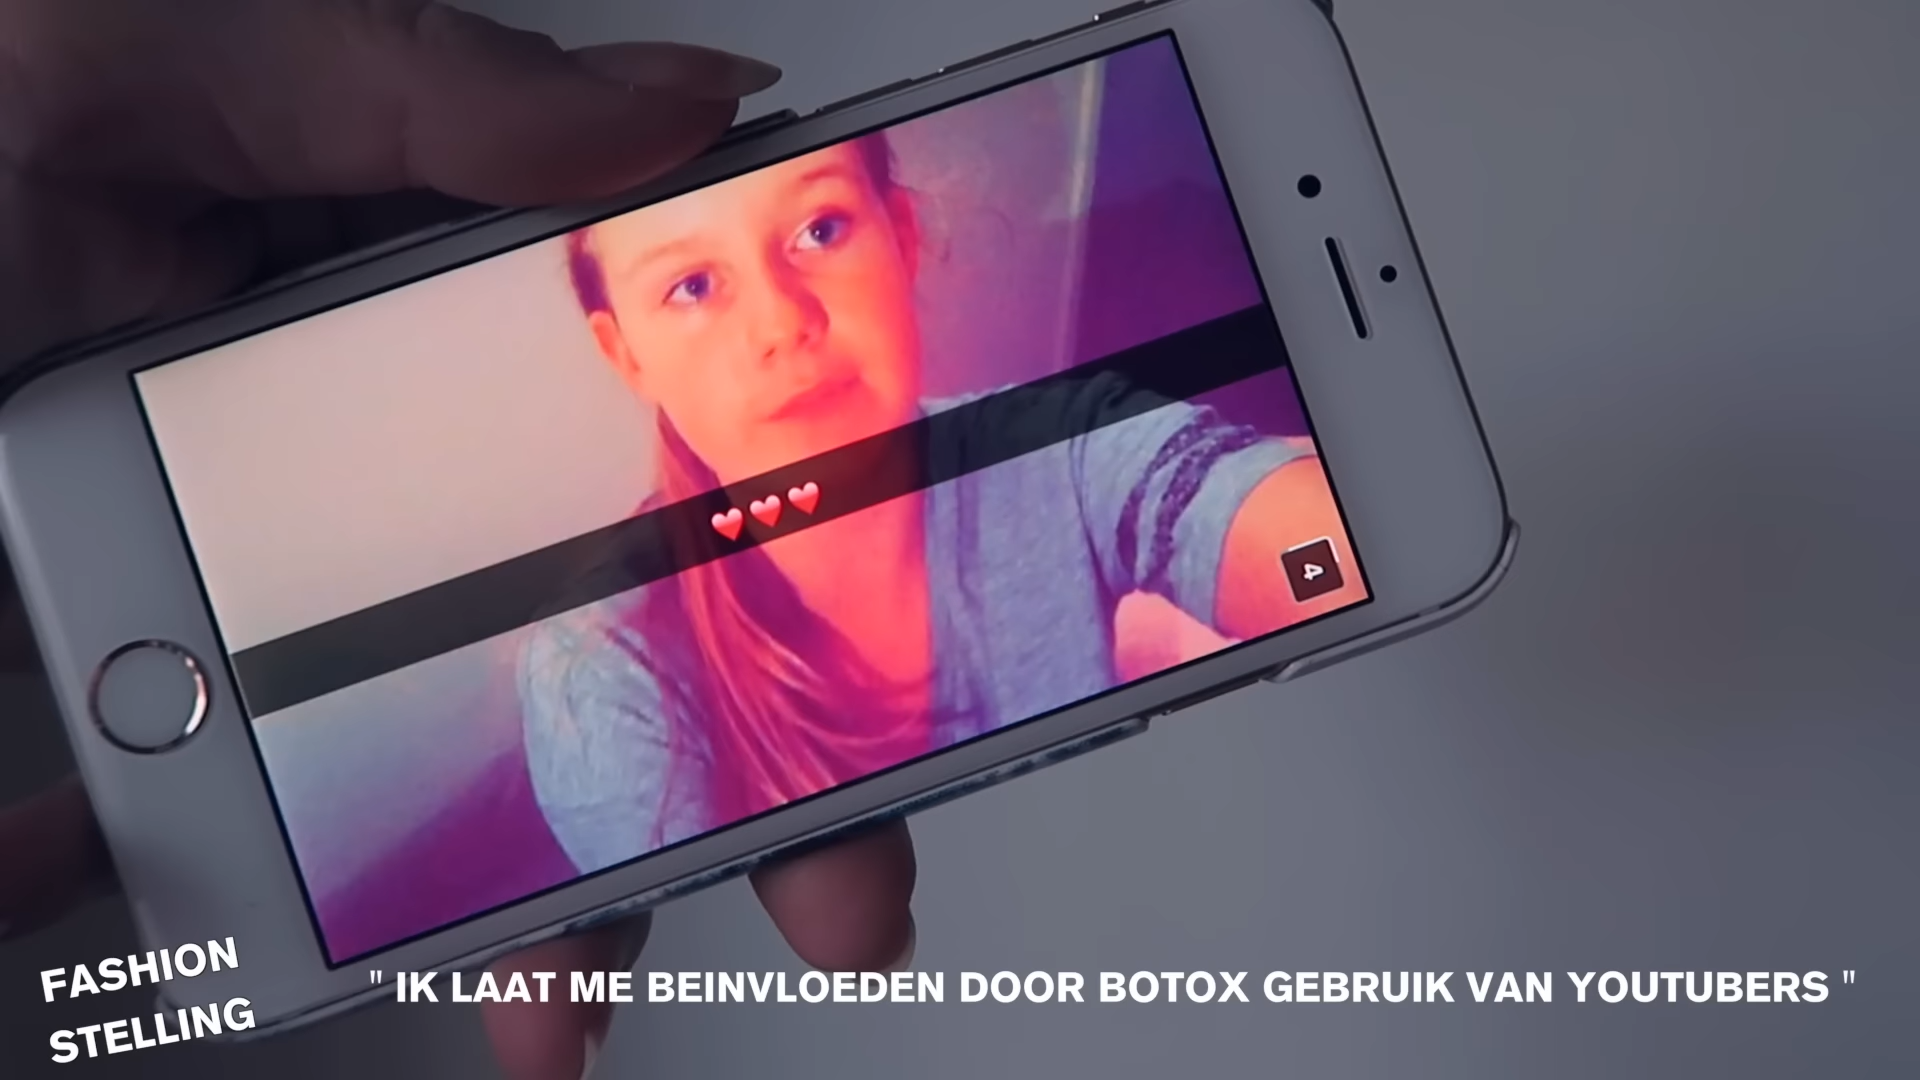 4
FASHION
STELLING
" IK LAAT ME BEINVLOEDEN DOOR BOTOX GEBRUIK VAN YOUTUBERS "